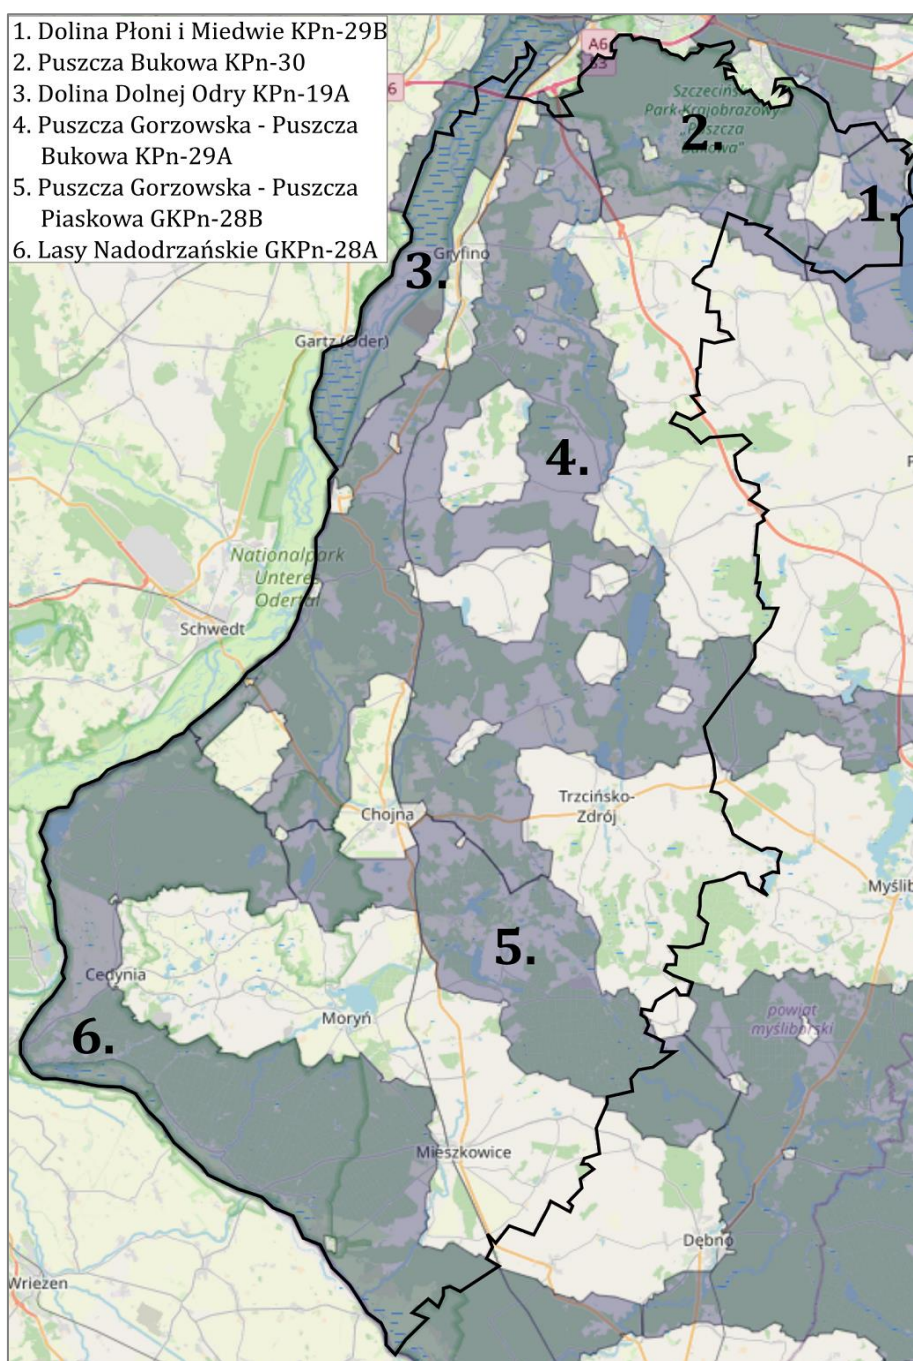 1. Dolina Płoni i Miedwie KPn-29B
2. Puszcza Bukowa KPn-30
3. Dolina Dolnej Odry KPn-19A
4. Puszcza Gorzowska - Puszcza
Bukowa KPn-29A
5. Puszcza Gorzowska - Puszcza
Piaskowa GKPn-28B
6. Lasy Nadodrzańskie GKPn-28A
A6
S3
6
Szczeciński
Park Krajobrazowy
"Puszcza
Bukowa"
2.
1.
3.
Gryfino
Gartz (Oder)
4.
Nationalpark
Unteres
Odertal
Schwedt
Trzcińsko-
Zdrój
Chojna
Myślib
5.
Cedynia
Moryń
powiat
myśliborski
6.
Mieszkowice
Dębno
Wriezen